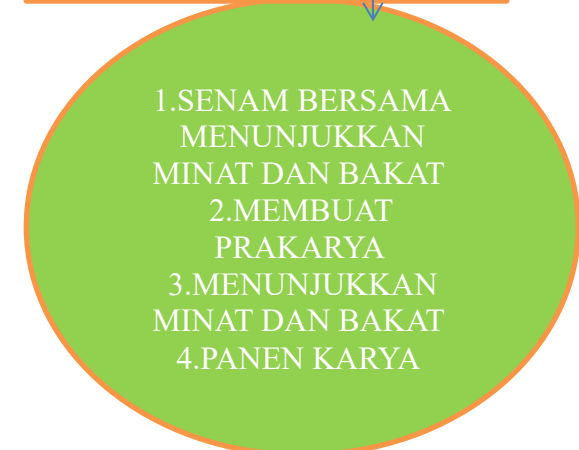 1.SENAM BERSAMA
MENUNJUKKAN
MINAT DAN BAKAT
2.MEMBUAT
PRAKARYA
3.MENUNJUKKAN
MINAT DAN BAKAT
4.PANEN KARYA